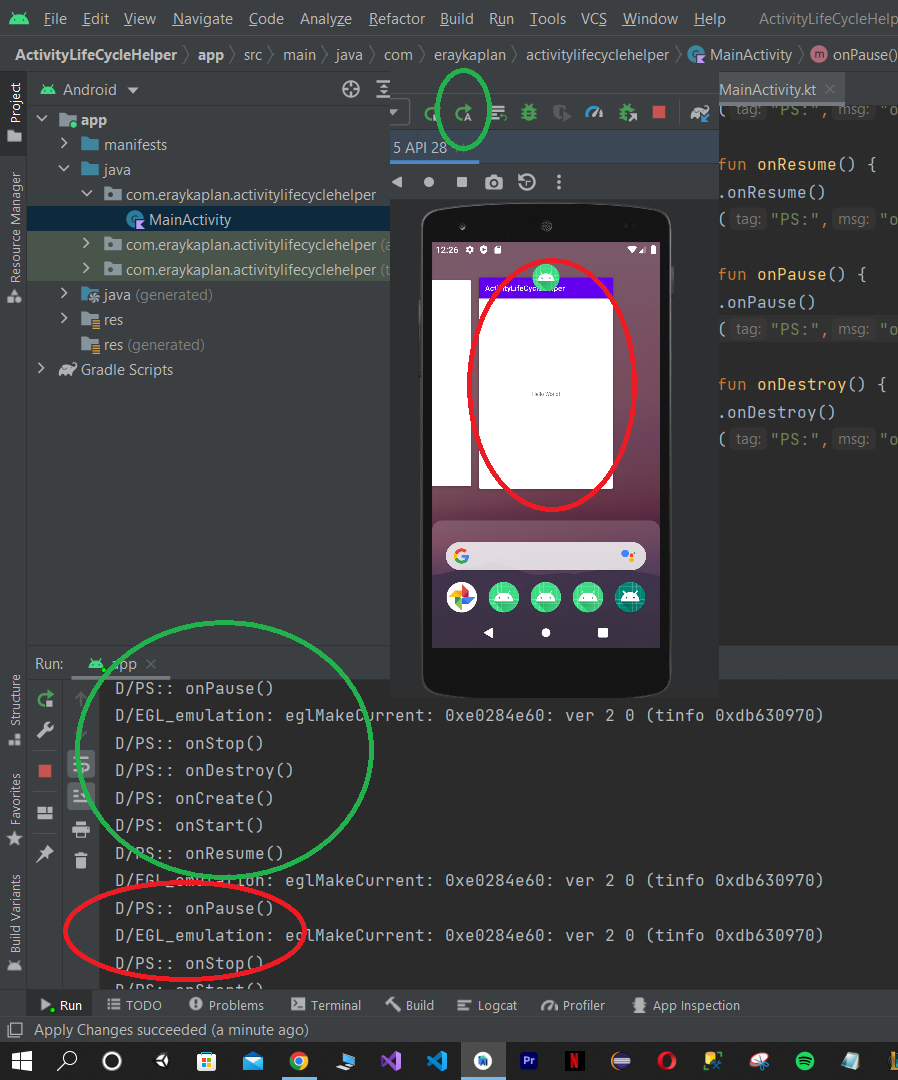 File Edit View Navigate Code Analyze Refactor Build Run Tools VCS Window Help ActivityLifeCycleHelp
ActivityLifeCycleHelper app src main java com eraykaplan activitylifecyclehelper MainActivity m onPause()
Project
Android
MainActivity.kt
app
manifests
java
com.eraykaplan.activitylifecyclehelper
MainActivity
com.eraykaplan.activitylifecyclehelper (a
com.eraykaplan.activitylifecyclehelper (t
java (generated)
res
res (generated)
Gradle Scripts
Resource Manager
5 API 28
12:26
Hello World!
( tag: "PS:", msg: "o
fun onResume() {
.onResume()
( tag: "PS:", msg: "o
fun onPause() {
.onPause()
( tag: "PS:", msg: "o
fun onDestroy() {
.onDestroy()
( tag: "PS:", msg: "o
Structure
Favorites
Build Variants
Run: app
D/PS:: onPause()
D/EGL_emulation: eglMakeCurrent: 0xe0284e60: ver 2 0 (tinfo 0xdb630970)
D/PS:: onStop()
D/PS:: onDestroy()
D/PS: onCreate()
D/PS: onStart()
D/PS:: onResume()
D/EGL_emulation: eglMakeCurrent: 0xe0284e60: ver 2 0 (tinfo 0xdb630970)
D/PS:: onPause()
D/EGL_emulation: eglMakeCurrent: 0xe0284e60: ver 2 0 (tinfo 0xdb630970)
D/PS:: onStop()
D/PS: onStart()
Run TODO Problems Terminal Build Logcat Profiler App Inspection
Apply Changes succeeded (a minute ago)
Pr
N